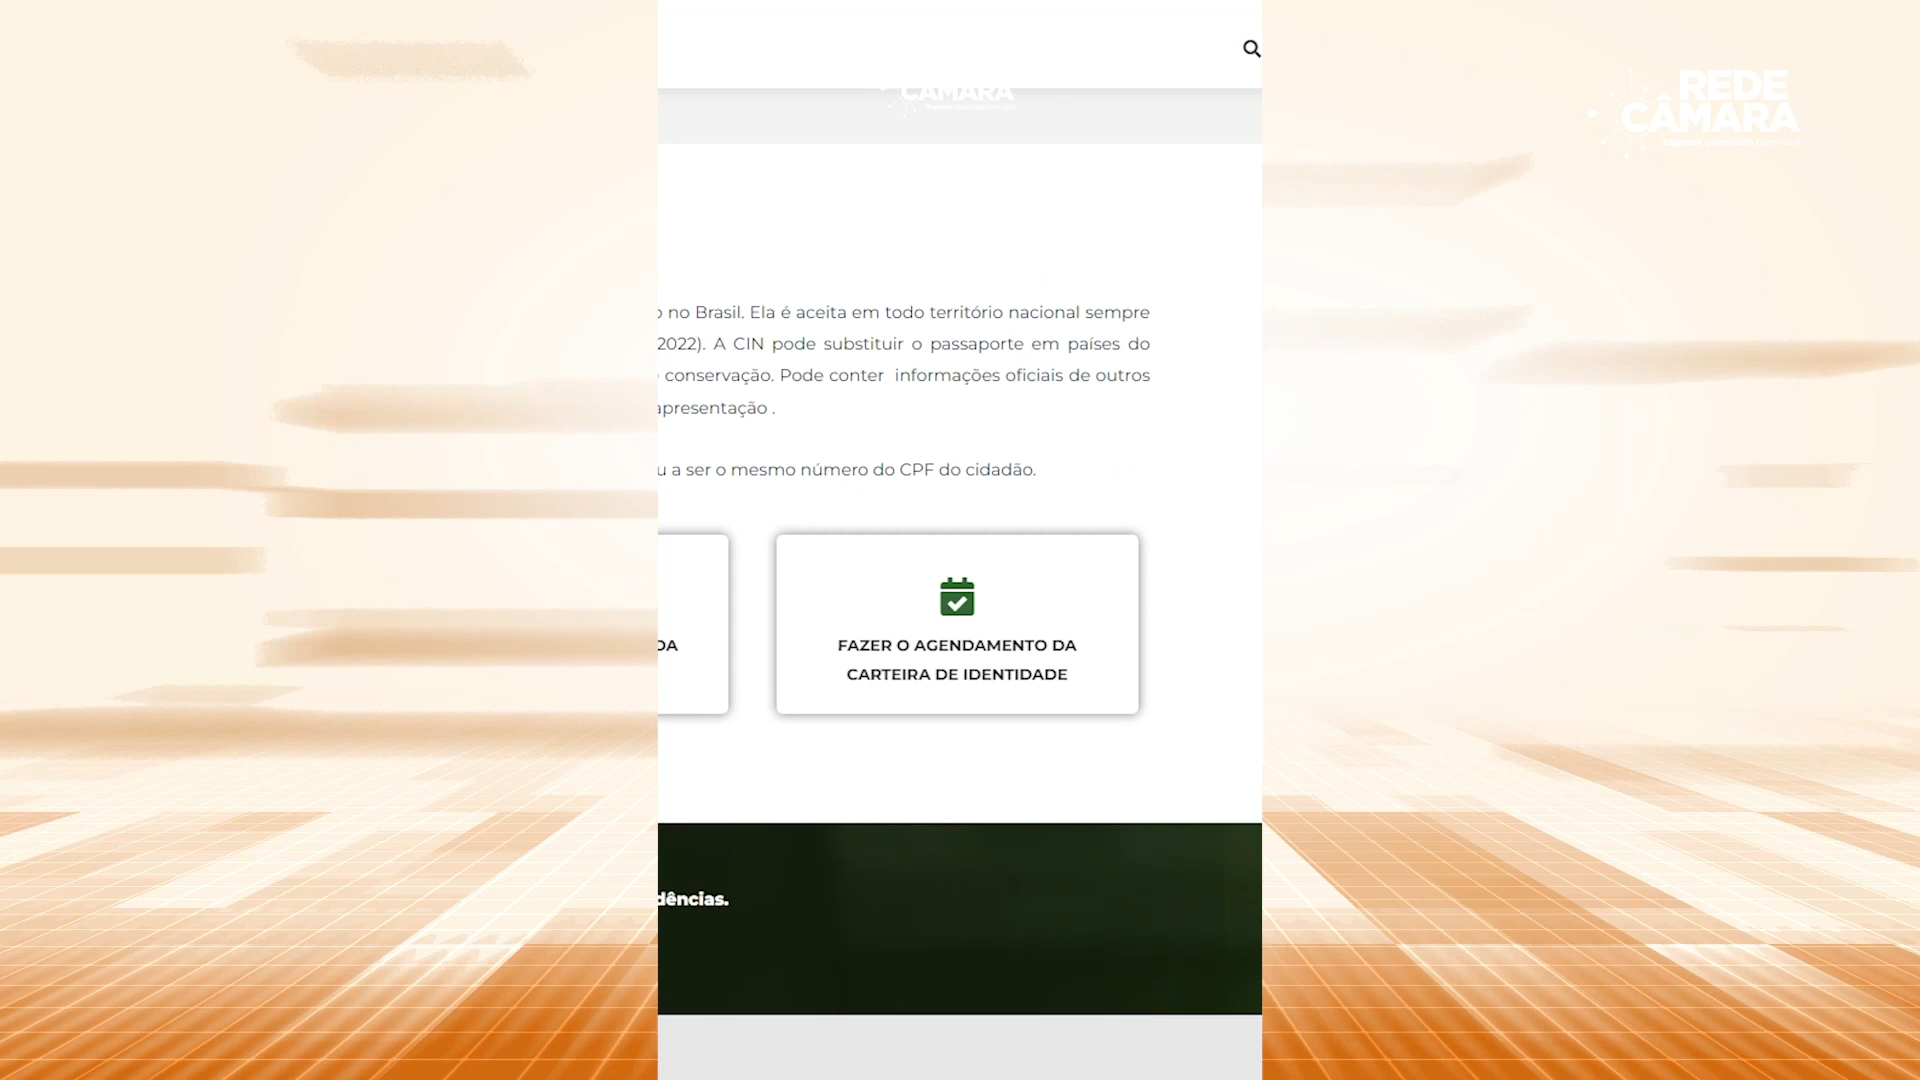 REDE
CÂMARA
CÂMARA
no Brasil. Ela é aceita em todo território nacional sempre
2022). A CIN pode substituir o passaporte em países do
conservação. Pode conter informações oficiais de outros
apresentação .
u a ser o mesmo número do CPF do cidadão.
DA
FAZER O AGENDAMENTO DA
CARTEIRA DE IDENTIDADE
dências.